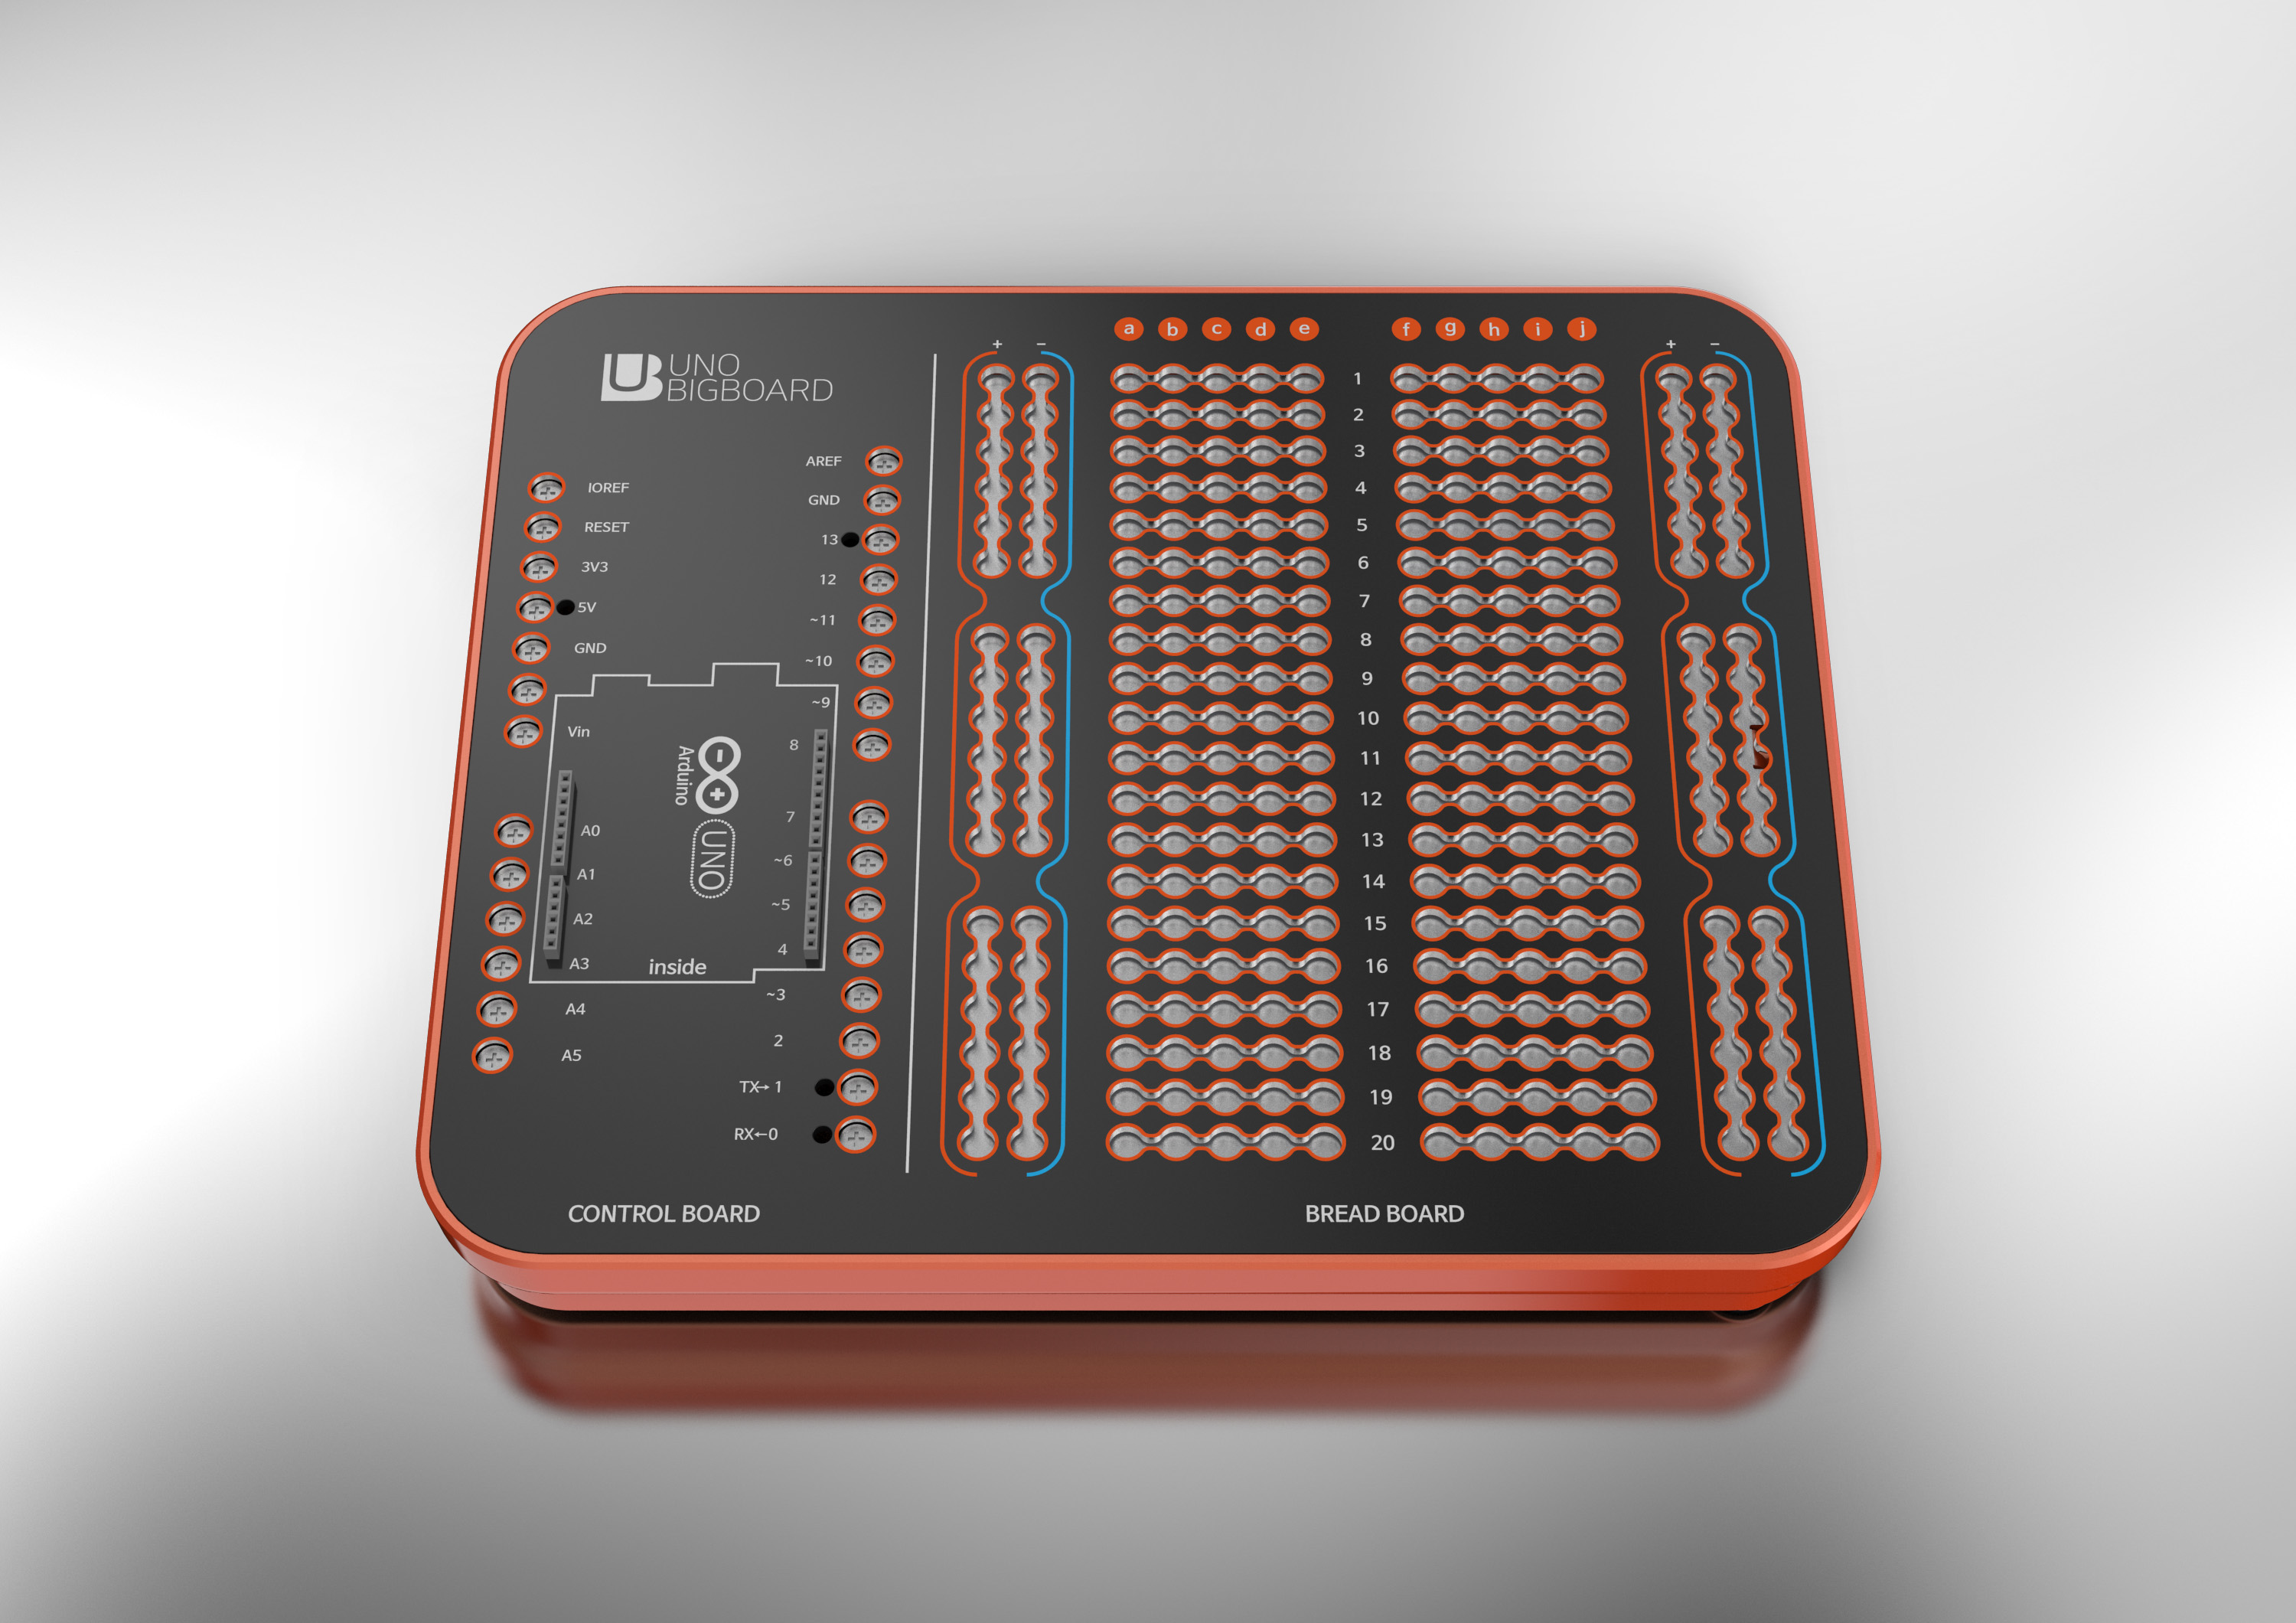 UNO
BIGBOARD
IOREF
RESET
3V3
5V
GND
Vin
A0
A1
A2
A3
A4
A5
AREF
GND
13
12
~11
~10
~9
8
7
~6
~5
4
~3
2
TX→ 1
RX←0
Arduino
UNO
inside
CONTROL BOARD
+ −
a b c d e f g h i j
+ −
1
2
3
4
5
6
7
8
9
10
11
12
13
14
15
16
17
18
19
20
BREAD BOARD